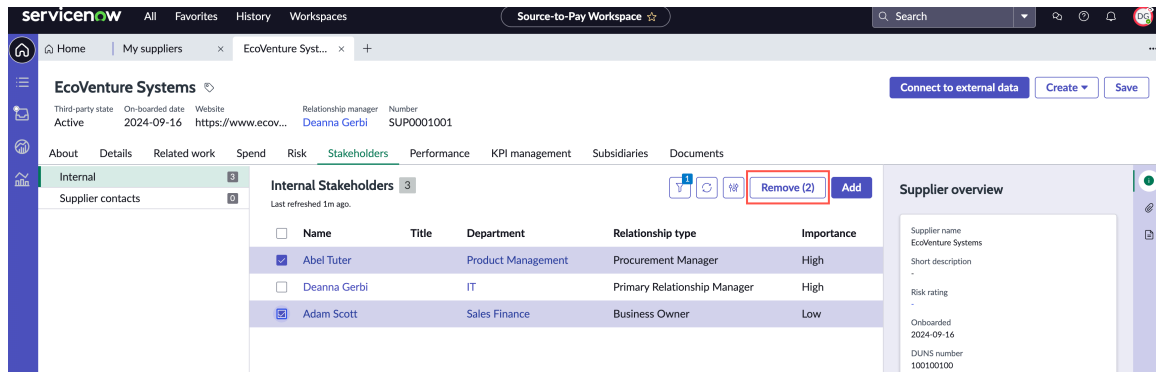 servicenow All Favorites History Workspaces Source-to-Pay Workspace Search DG
Home My suppliers × EcoVenture Syst... × +
EcoVenture Systems
Connect to external data Create Save
Third-party state On-boarded date Website Relationship manager Number
Active 2024-09-16 https://www.ecov... Deanna Gerbi SUP0001001
About Details Related work Spend Risk Stakeholders Performance KPI management Subsidiaries Documents
Internal 3
Supplier contacts 0
Internal Stakeholders 3
Last refreshed 1m ago.
1
Remove (2) Add
Name Title Department Relationship type Importance
Abel Tuter Product Management Procurement Manager High
Deanna Gerbi IT Primary Relationship Manager High
Adam Scott Sales Finance Business Owner Low
Supplier overview
Supplier name
EcoVenture Systems
Short description
-
Risk rating
-
Onboarded
2024-09-16
DUNS number
100100100